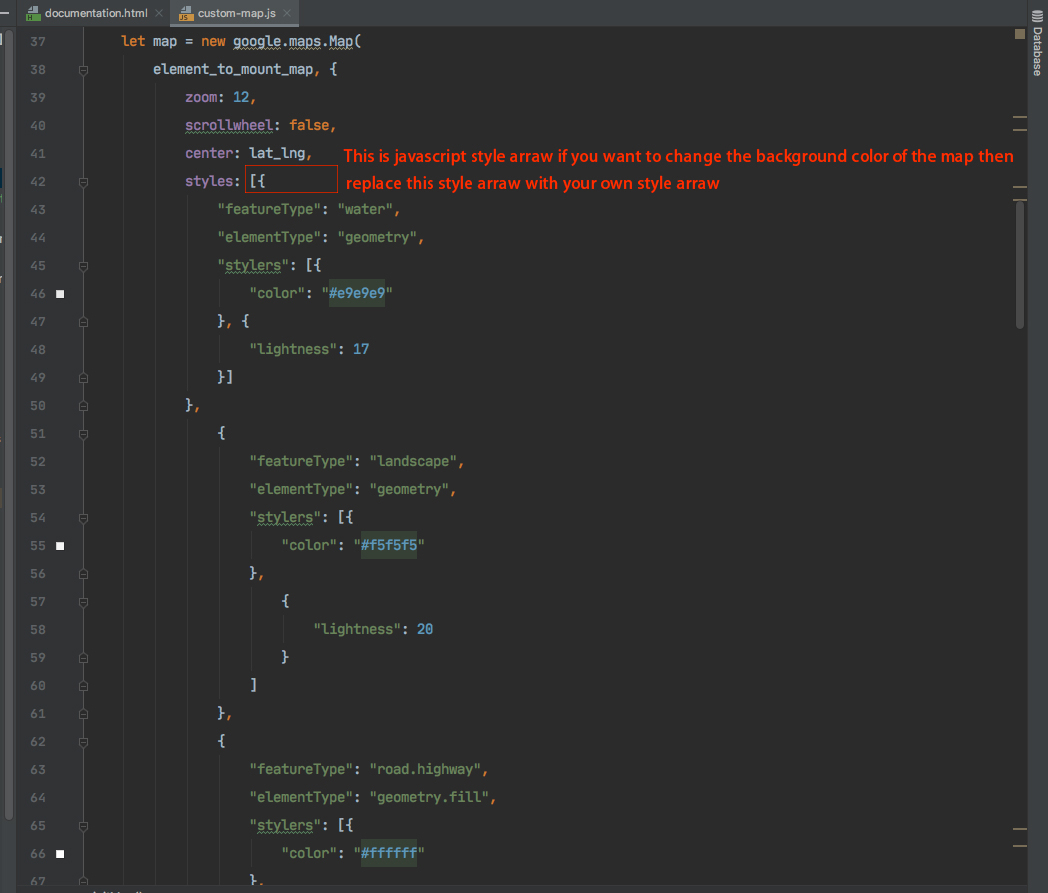 documentation.html
custom-map.js
Database
37 let map = new google.maps.Map(
38 element_to_mount_map, {
39 zoom: 12,
40 scrollwheel: false,
41 center: lat_lng,
This is javascript style arraw if you want to change the background color of the map then
42 styles: [{
replace this style arraw with your own style arraw
43 "featureType": "water",
44 "elementType": "geometry",
45 "stylers": [{
46 "color": "#e9e9e9"
47 }, {
48 "lightness": 17
49 }]
50 },
51 {
52 "featureType": "landscape",
53 "elementType": "geometry",
54 "stylers": [{
55 "color": "#f5f5f5"
56 },
57 {
58 "lightness": 20
59 }
60 ]
61 },
62 {
63 "featureType": "road.highway",
64 "elementType": "geometry.fill",
65 "stylers": [{
66 "color": "#ffffff"
67 },